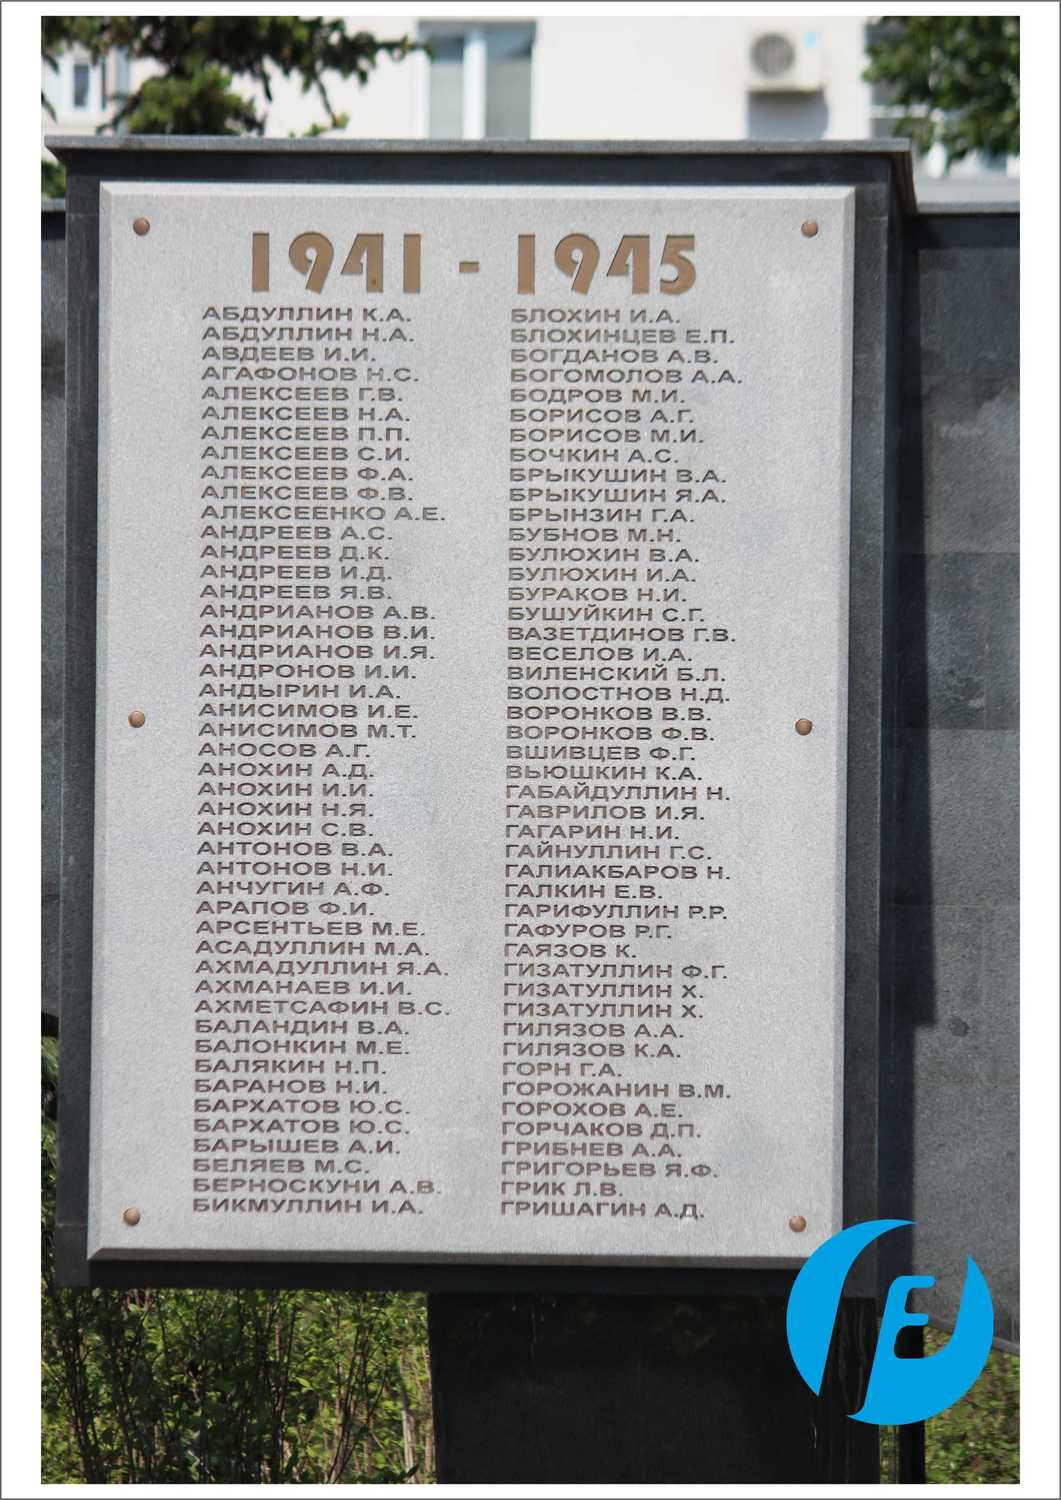 1941 - 1945
АБДУЛЛИН К.А.
АБДУЛЛИН Н.А.
АВДЕЕВ И.И.
АГАФОНОВ Н.С.
АЛЕКСЕЕВ Г.В.
АЛЕКСЕЕВ Н.А.
АЛЕКСЕЕВ П.П.
АЛЕКСЕЕВ С.И.
АЛЕКСЕЕВ Ф.А.
АЛЕКСЕЕВ Ф.В.
АЛЕКСЕЕНКО А.Е.
АНДРЕЕВ А.С.
АНДРЕЕВ Д.К.
АНДРЕЕВ И.Д.
АНДРЕЕВ Я.В.
АНДРИАНОВ А.В.
АНДРИАНОВ В.И.
АНДРИАНОВ И.Я.
АНДРОНОВ И.И.
АНДЫРИН И.А.
АНИСИМОВ И.Е.
АНИСИМОВ М.Т.
АНОСОВ А.Г.
АНОХИН А.Д.
АНОХИН И.И.
АНОХИН Н.Я.
АНОХИН С.В.
АНТОНОВ В.А.
АНТОНОВ Н.И.
АНЧУГИН А.Ф.
АРАПОВ Ф.И.
АРСЕНТЬЕВ М.Е.
АСАДУЛЛИН М.А.
АХМАДУЛЛИН Я.А.
АХМАНАЕВ И.И.
АХМЕТСАФИН В.С.
БАЛАНДИН В.А.
БАЛОНКИН М.Е.
БАЛЯКИН Н.П.
БАРАНОВ Н.И.
БАРХАТОВ Ю.С.
БАРХАТОВ Ю.С.
БАРЫШЕВ А.И.
БЕЛЯЕВ М.С.
БЕРНОСКУНИ А.В.
БИКМУЛЛИН И.А.
БЛОХИН И.А.
БЛОХИНЦЕВ Е.П.
БОГДАНОВ А.В.
БОГОМОЛОВ А.А.
БОДРОВ М.И.
БОРИСОВ А.Г.
БОРИСОВ М.И.
БОЧКИН А.С.
БРЫКУШИН В.А.
БРЫКУШИН Я.А.
БРЫНЗИН Г.А.
БУБНОВ М.Н.
БУЛЮХИН В.А.
БУЛЮХИН И.А.
БУРАКОВ Н.И.
БУШУЙКИН С.Г.
ВАЗЕТДИНОВ Г.В.
ВЕСЕЛОВ И.А.
ВИЛЕНСКИЙ Б.Л.
ВОЛОСТНОВ Н.Д.
ВОРОНКОВ В.В.
ВОРОНКОВ Ф.В.
ВШИВЦЕВ Ф.Г.
ВЬЮШКИН К.А.
ГАБАЙДУЛЛИН Н.
ГАВРИЛОВ И.Я.
ГАГАРИН Н.И.
ГАЙНУЛЛИН Г.С.
ГАЛИАКБАРОВ Н.
ГАЛКИН Е.В.
ГАРИФУЛЛИН Р.Р.
ГАФУРОВ Р.Г.
ГАЯЗОВ К.
ГИЗАТУЛЛИН Ф.Г.
ГИЗАТУЛЛИН Х.
ГИЗАТУЛЛИН Х.
ГИЛЯЗОВ А.А.
ГИЛЯЗОВ К.А.
ГОРН Г.А.
ГОРОЖАНИН В.М.
ГОРОХОВ А.Е.
ГОРЧАКОВ Д.П.
ГРИБНЕВ А.А.
ГРИГОРЬЕВ Я.Ф.
ГРИК Л.В.
ГРИШАГИН А.Д.
E